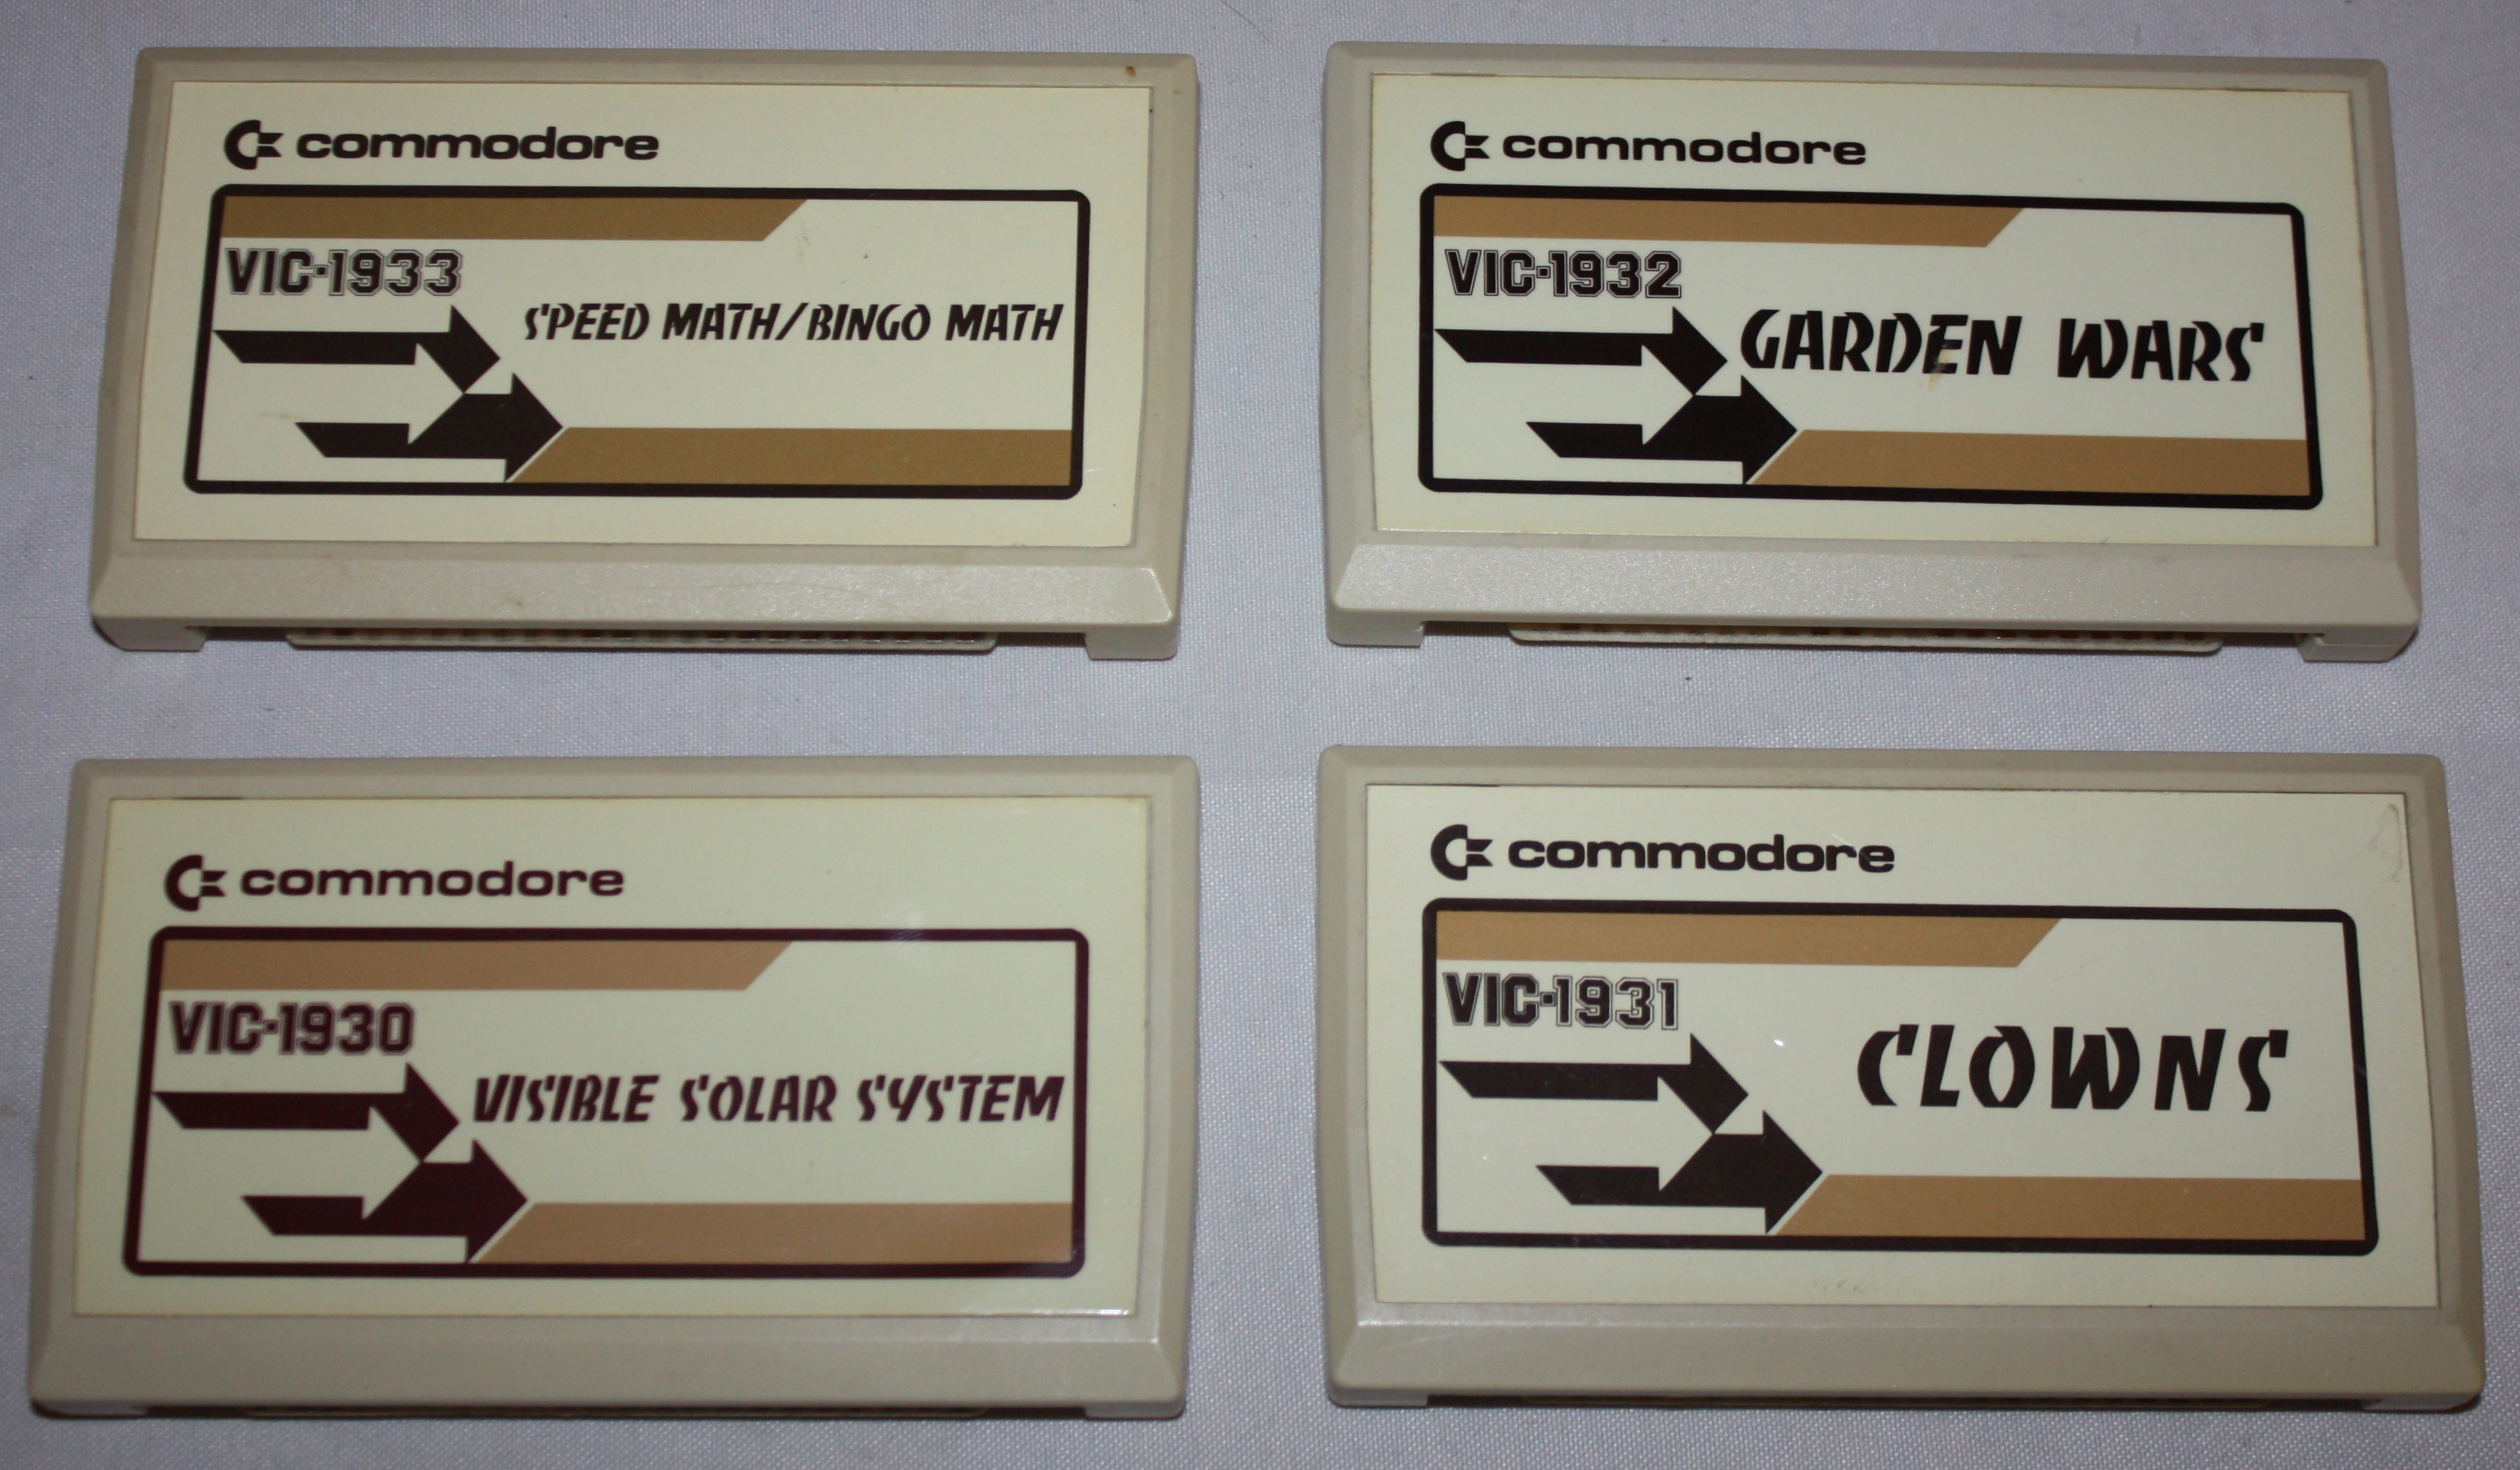 commodore
VIC-1933
SPEED MATH/BINGO MATH
commodore
VIC-1932
GARDEN WARS
commodore
VIC-1930
VISIBLE SOLAR SYSTEM
commodore
VIC-1931
CLOWNS